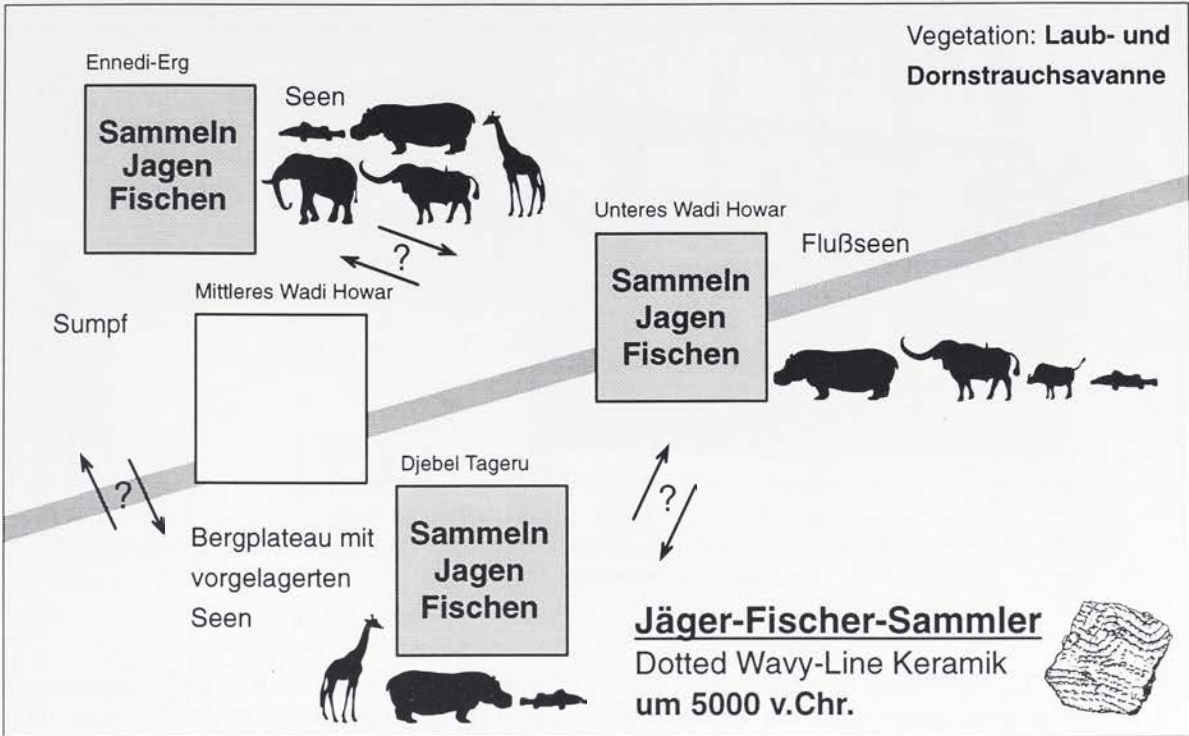 Vegetation: Laub- und
Dornstrauchsavanne
Ennedi-Erg
Sammeln
Jagen
Fischen
Seen
?
Mittleres Wadi Howar
Sumpf
?
Unteres Wadi Howar
Sammeln
Jagen
Fischen
Flußseen
Djebel Tageru
Sammeln
Jagen
Fischen
Bergplateau mit
vorgelagerten
Seen
?
Jäger-Fischer-Sammler
Dotted Wavy-Line Keramik
um 5000 v.Chr.